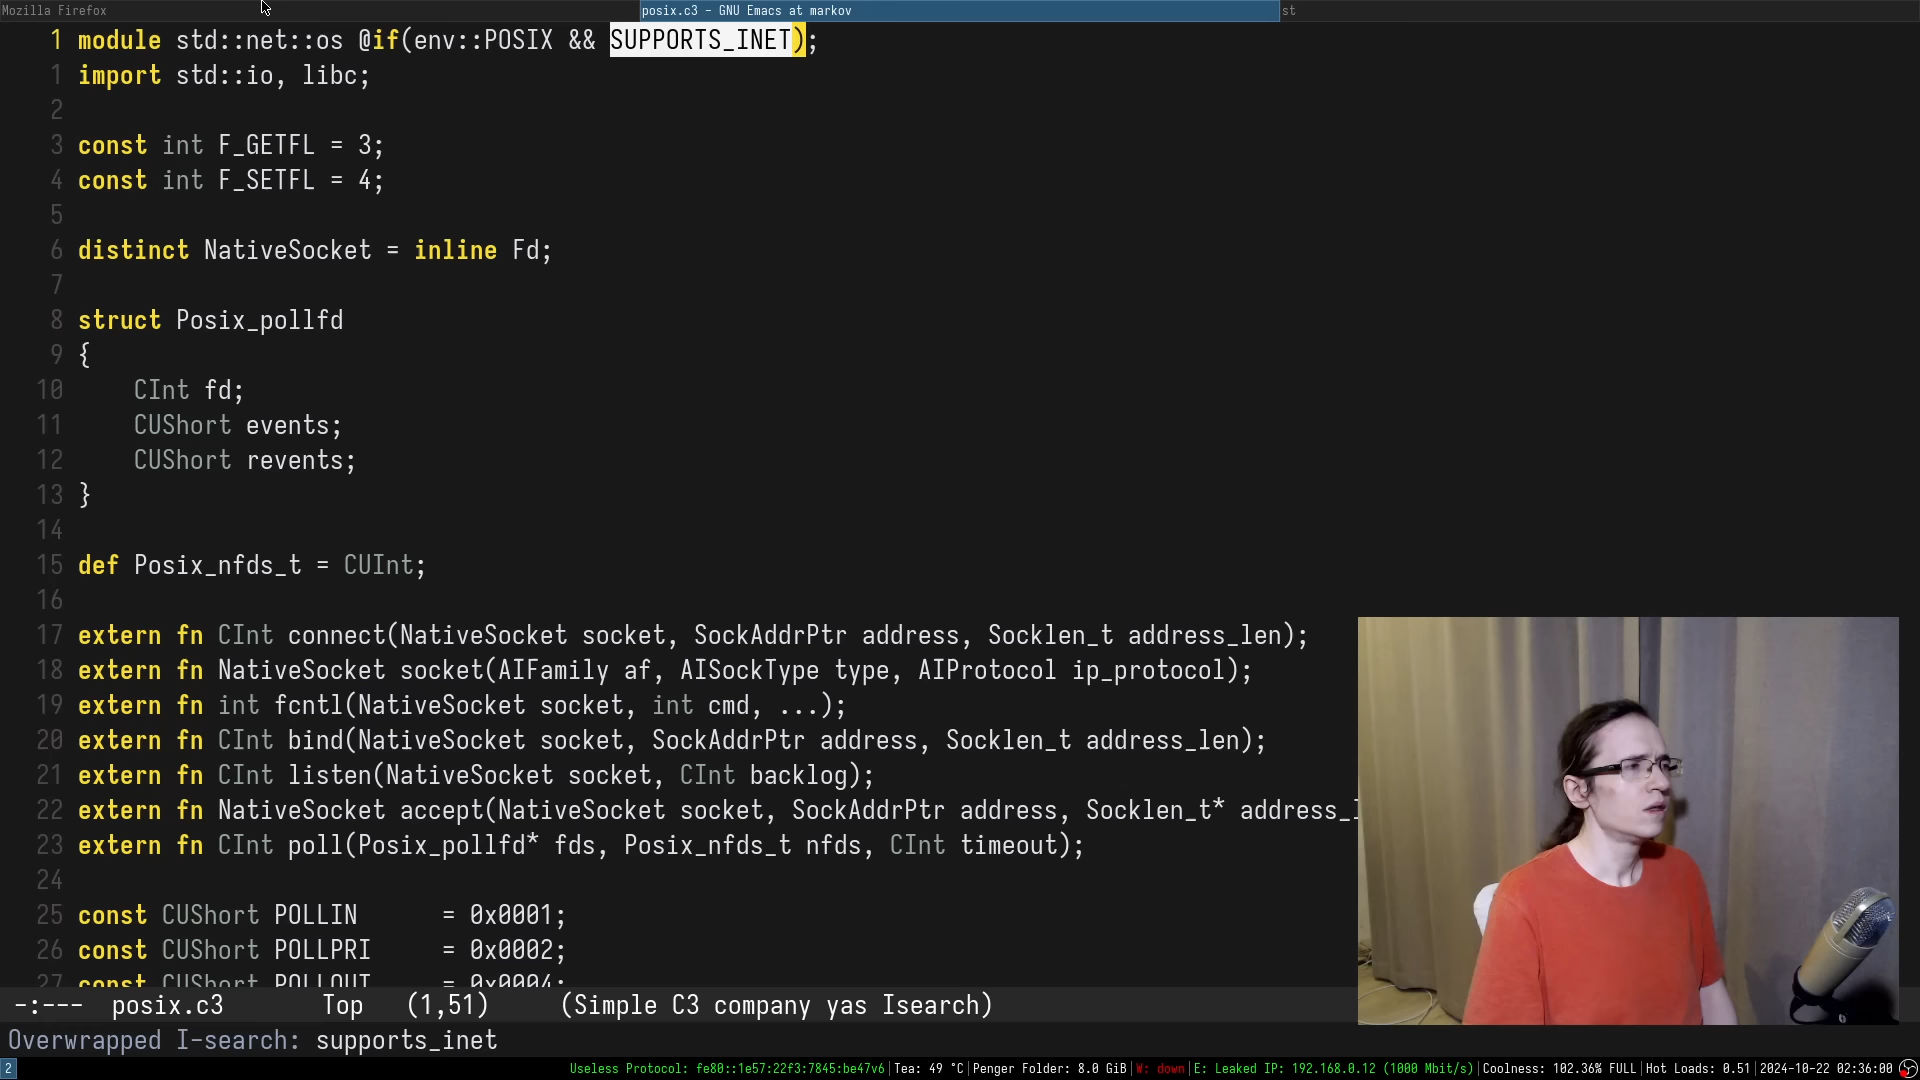 Mozilla Firefox posix.c3 - GNU Emacs at markov st
1 module std::net::os @if(env::POSIX && SUPPORTS_INET);
1 import std::io, libc;
2
3 const int F_GETFL = 3;
4 const int F_SETFL = 4;
5
6 distinct NativeSocket = inline Fd;
7
8 struct Posix_pollfd
9 {
10 CInt fd;
11 CUShort events;
12 CUShort revents;
13 }
14
15 def Posix_nfds_t = CUInt;
16
17 extern fn CInt connect(NativeSocket socket, SockAddrPtr address, Socklen_t address_len);
18 extern fn NativeSocket socket(AIFamily af, AISockType type, AIProtocol ip_protocol);
19 extern fn int fcntl(NativeSocket socket, int cmd, ...);
20 extern fn CInt bind(NativeSocket socket, SockAddrPtr address, Socklen_t address_len);
21 extern fn CInt listen(NativeSocket socket, CInt backlog);
22 extern fn NativeSocket accept(NativeSocket socket, SockAddrPtr address, Socklen_t* address_l
23 extern fn CInt poll(Posix_pollfd* fds, Posix_nfds_t nfds, CInt timeout);
24
25 const CUShort POLLIN = 0x0001;
26 const CUShort POLLPRI = 0x0002;
27 const CUShort POLLOUT = 0x0004;
-:--- posix.c3 Top (1,51) (Simple C3 company yas Isearch)
Overwrapped I-search: supports_inet
2 Useless Protocol: fe80::1e57:22f3:7845:be47v6|Tea: 49 °C|Penger Folder: 8.0 GiB|W: down|E: Leaked IP: 192.168.0.12 (1000 Mbit/s)|Coolness: 102.36% FULL|Hot Loads: 0.51|2024-10-22 02:36:00